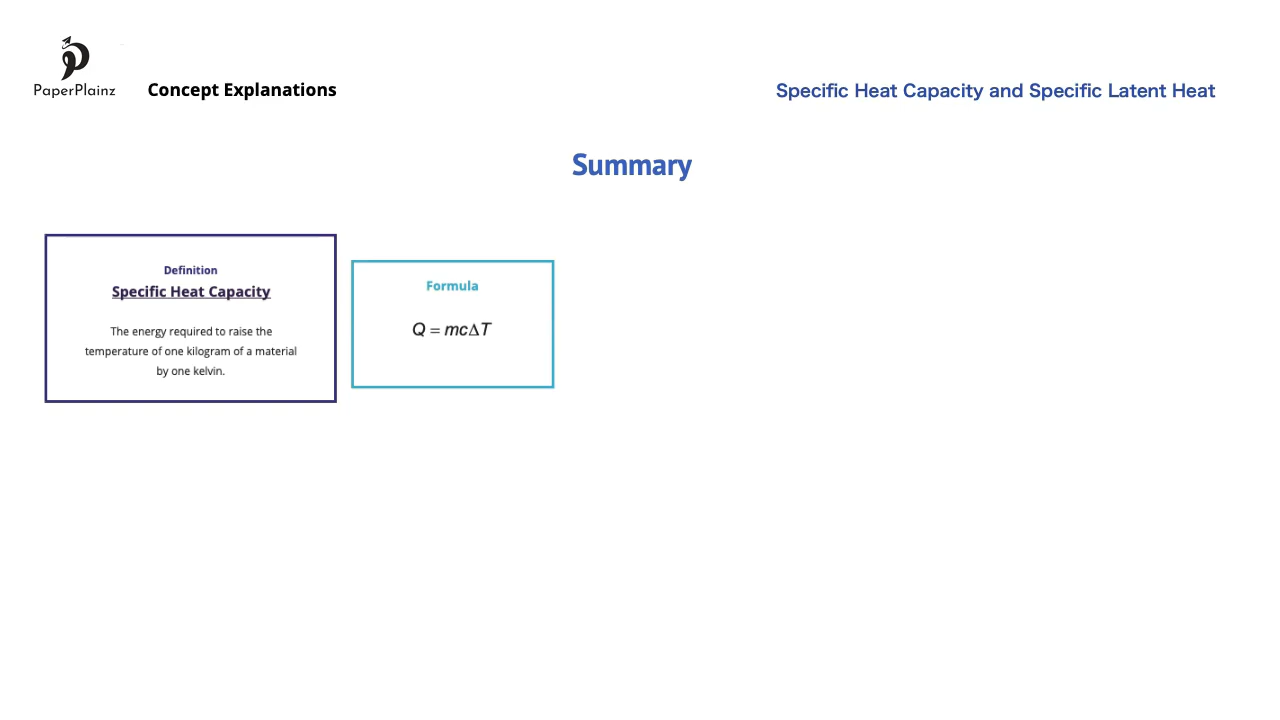 PaperPlainz
Concept Explanations
Specific Heat Capacity and Specific Latent Heat
Summary
Definition
Specific Heat Capacity
The energy required to raise the
temperature of one kilogram of a material
by one kelvin.
Formula
Q = mcΔT